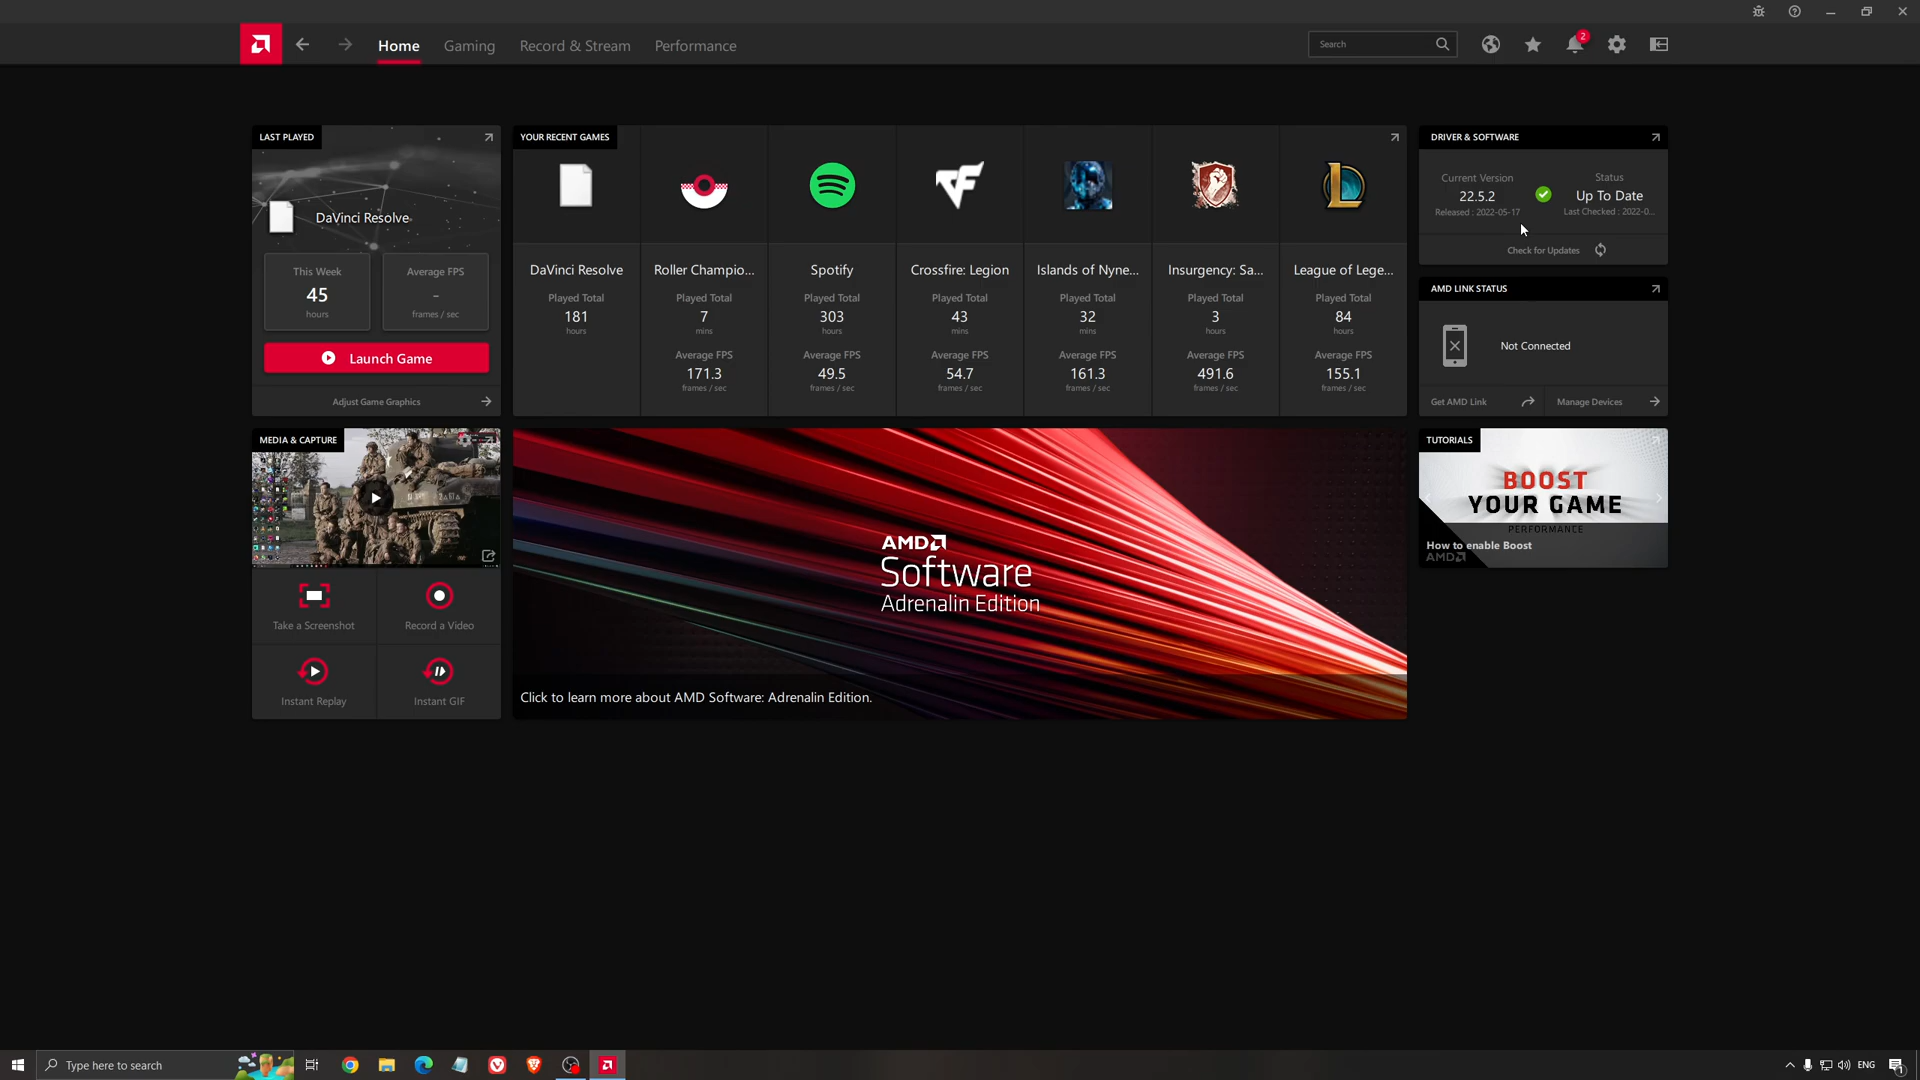 Home
Gaming
Record & Stream
Performance
Search
2
LAST PLAYED
DaVinci Resolve
This Week
45
hours
Average FPS
–
frames / sec
Launch Game
Adjust Game Graphics
YOUR RECENT GAMES
DaVinci Resolve
Played Total
181
hours
Roller Champio...
Played Total
7
mins
Average FPS
171.3
frames / sec
Spotify
Played Total
303
hours
Average FPS
49.5
frames / sec
Crossfire: Legion
Played Total
43
mins
Average FPS
54.7
frames / sec
Islands of Nyne...
Played Total
32
mins
Average FPS
161.3
frames / sec
Insurgency: Sa...
Played Total
3
hours
Average FPS
491.6
frames / sec
League of Lege...
Played Total
84
hours
Average FPS
155.1
frames / sec
DRIVER & SOFTWARE
Current Version
22.5.2
Released : 2022-05-17
Status
Up To Date
Last Checked : 2022-0...
Check for Updates
AMD LINK STATUS
Not Connected
Get AMD Link
Manage Devices
MEDIA & CAPTURE
Take a Screenshot
Record a Video
Instant Replay
Instant GIF
AMD
Software
Adrenalin Edition
Click to learn more about AMD Software: Adrenalin Edition.
TUTORIALS
BOOST
YOUR GAME
PERFORMANCE
How to enable Boost
AMD
Type here to search
ENG
1